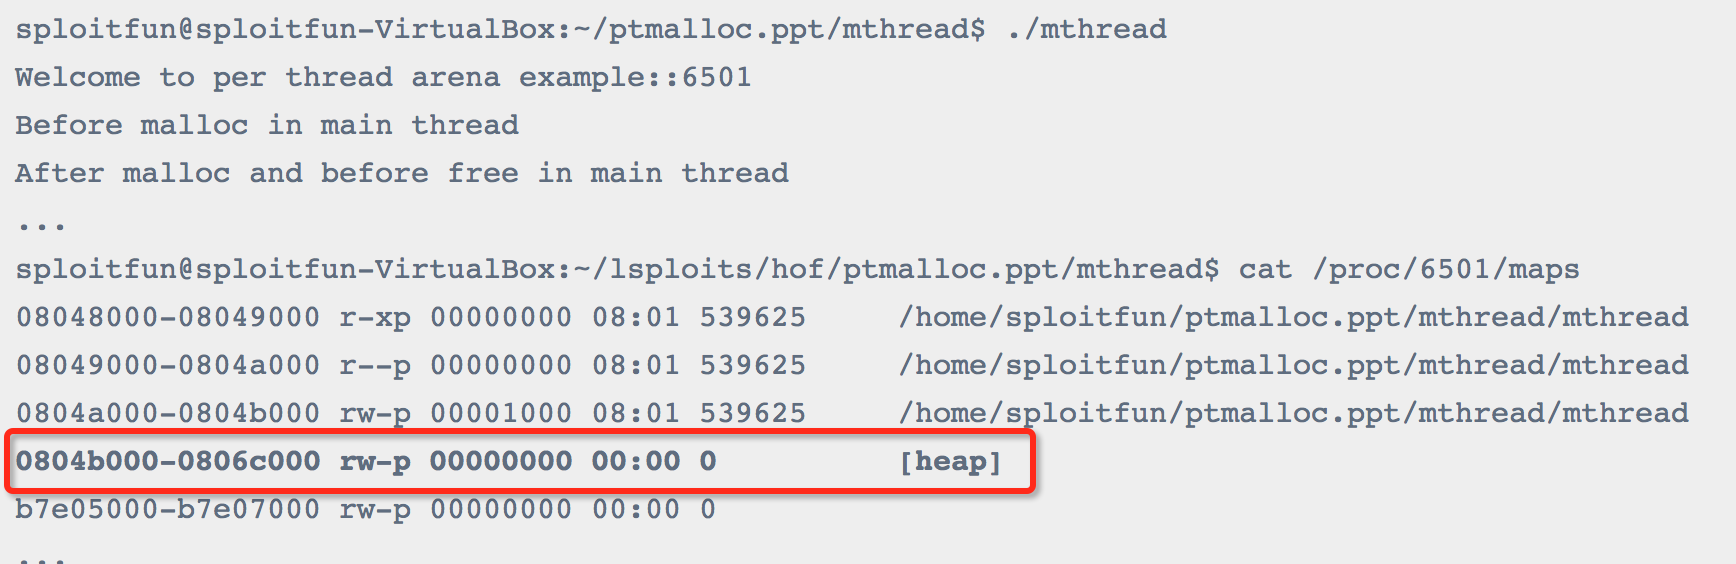 sploitfun@sploitfun-VirtualBox:~/ptmalloc.ppt/mthread$ ./mthread
Welcome to per thread arena example::6501
Before malloc in main thread
After malloc and before free in main thread
...
sploitfun@sploitfun-VirtualBox:~/lsploits/hof/ptmalloc.ppt/mthread$ cat /proc/6501/maps
08048000-08049000 r-xp 00000000 08:01 539625     /home/sploitfun/ptmalloc.ppt/mthread/mthread
08049000-0804a000 r--p 00000000 08:01 539625     /home/sploitfun/ptmalloc.ppt/mthread/mthread
0804a000-0804b000 rw-p 00001000 08:01 539625     /home/sploitfun/ptmalloc.ppt/mthread/mthread
0804b000-0806c000 rw-p 00000000 00:00 0          [heap]
b7e05000-b7e07000 rw-p 00000000 00:00 0
...